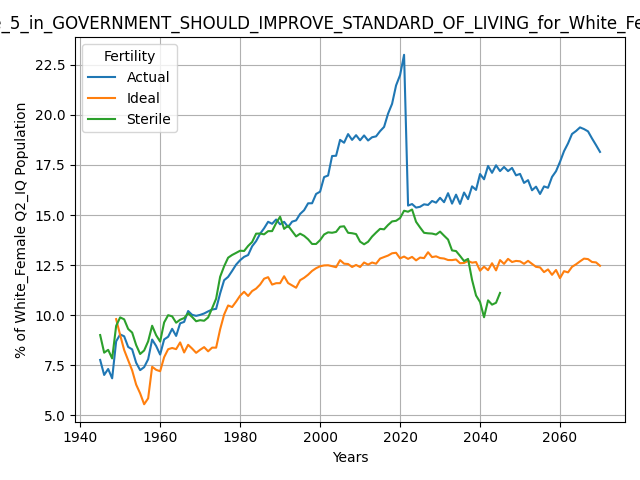 _5_in_GOVERNMENT_SHOULD_IMPROVE_STANDARD_OF_LIVING_for_White_Fe
Fertility
Actual
Ideal
Sterile
% of White_Female Q2_IQ Population
22.5
20.0
17.5
15.0
12.5
10.0
7.5
5.0
1940 1960 1980 2000 2020 2040 2060
Years